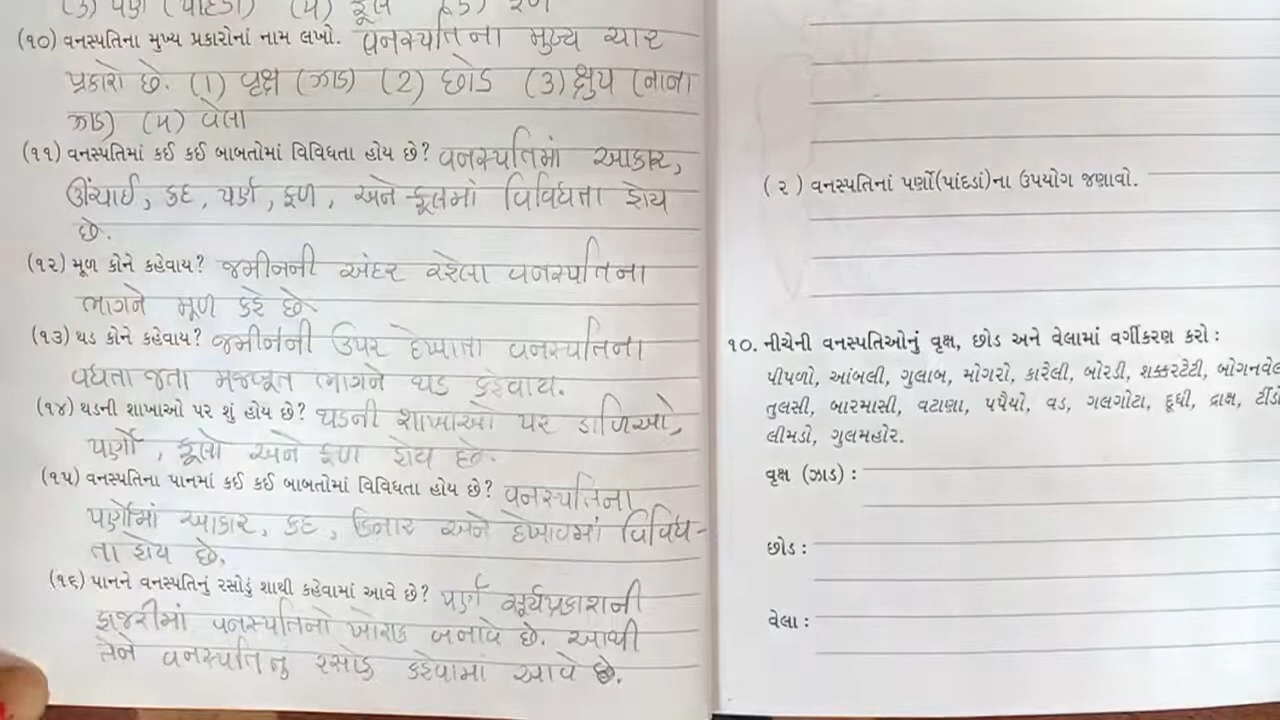 (૧૦) વનસ્પતિના મુખ્ય પ્રકારોનાં નામ લખો. વનસ્પતિના મુખ્ય ચાર
પ્રકારો છે. (1) વૃક્ષ (ઝાડ) (2) છોડ (૩) ક્ષુપ (નાના
ઝાડ) (૫) વેલા
(૧૧) વનસ્પતિમાં કઈ કઈ બાબતોમાં વિવિધતા હોય છે? વનસ્પતિમાં આકાર,
ઊંચાઈ, કદ, પર્ણ, ફળ, અને ફૂલમાં વિવિધતા હોય
છે.
(૧૨) મૂળ કોને કહેવાય? જમીનની અંદર રહેલા વનસ્પતિના
ભાગને મૂળ કહે છે.
(૧૩) થડ કોને કહેવાય? જમીનની ઉપર દેખાતા વનસ્પતિના
વધતા જતા મજબૂત ભાગને થડ કહેવાય.
(૧૪) થડની શાખાઓ પર શું હોય છે? થડની શાખાઓ પર ડાળિઓ,
પર્ણો, ફૂલો અને ફળ હોય છે.
(૧૫) વનસ્પતિના પાનમાં કઈ કઈ બાબતોમાં વિવિધતા હોય છે? વનસ્પતિના
પર્ણોમાં આકાર, કદ, કિનાર અને દેખાવમાં વિવિધ-
તા હોય છે.
(૧૬) પાનને વનસ્પતિનું રસોડું શાથી કહેવામાં આવે છે? પર્ણ સૂર્યપ્રકાશની
હાજરીમાં વનસ્પતિનો ખોરાક બનાવે છે. આથી
તેને વનસ્પતિનુ રસોડુ કહેવામાં આવે છે.
(૨) વનસ્પતિનાં પર્ણો(પાંદડાં)ના ઉપયોગ જણાવો.
૧૦. નીચેની વનસ્પતિઓનું વૃક્ષ, છોડ અને વેલામાં વર્ગીકરણ કરો :
પીપળો, આંબલી, ગુલાબ, મોગરો, કારેલી, બોરડી, શક્કરટેટી, બોગનવેલ
તુલસી, બારમાસી, વટાણા, પપૈયો, વડ, ગલગોટા, દૂધી, દ્રાક્ષ, ટીંડો
લીમડો, ગુલમહોર.
વૃક્ષ (ઝાડ) :
છોડ :
વેલા :